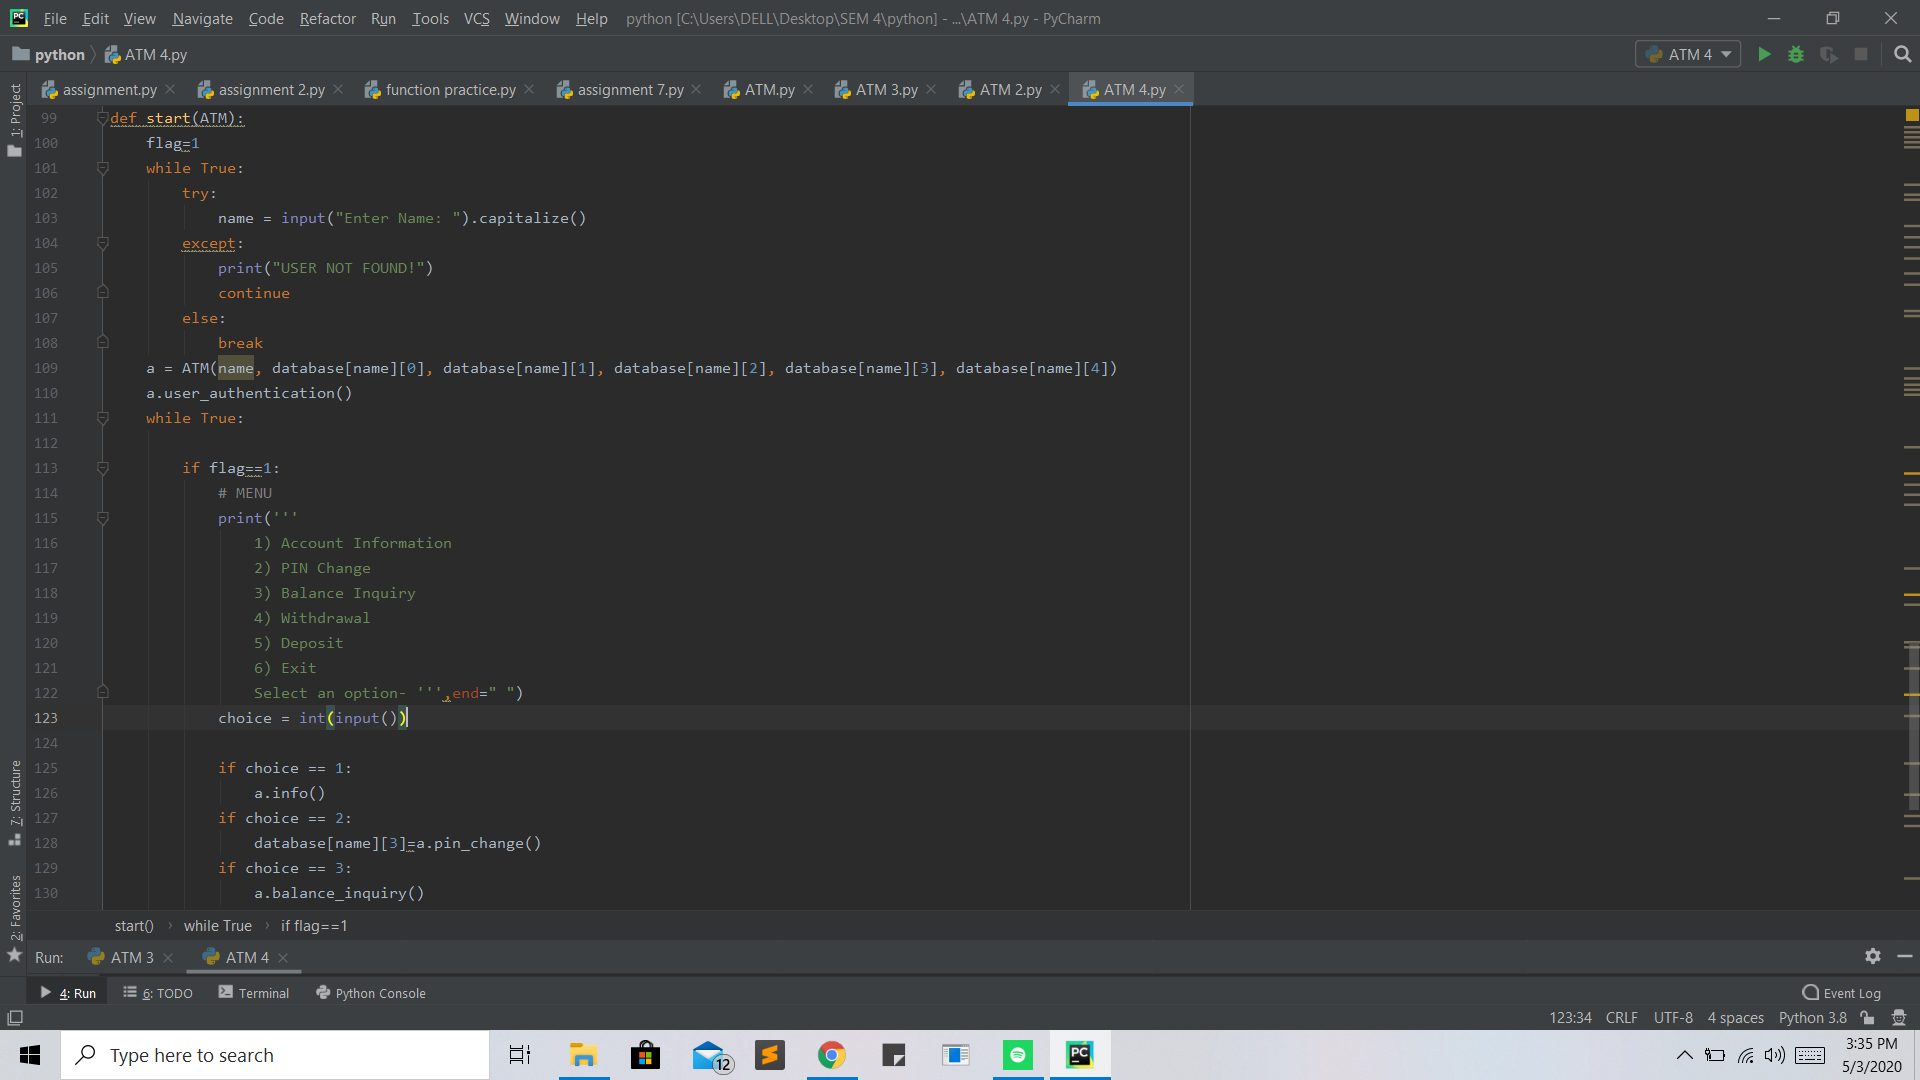 File Edit View Navigate Code Refactor Run Tools VCS Window Help python [C:\Users\DELL\Desktop\SEM 4\python] - ...\ATM 4.py - PyCharm
python ATM 4.py ATM 4
assignment.py assignment 2.py function practice.py assignment 7.py ATM.py ATM 3.py ATM 2.py ATM 4.py
1: Project
7: Structure
2: Favorites
99 def start(ATM):
100     flag=1
101     while True:
102         try:
103             name = input("Enter Name: ").capitalize()
104         except:
105             print("USER NOT FOUND!")
106             continue
107         else:
108             break
109     a = ATM(name, database[name][0], database[name][1], database[name][2], database[name][3], database[name][4])
110     a.user_authentication()
111     while True:
112
113         if flag==1:
114             # MENU
115             print('''
116                 1) Account Information
117                 2) PIN Change
118                 3) Balance Inquiry
119                 4) Withdrawal
120                 5) Deposit
121                 6) Exit
122                 Select an option- ''',end=" ")
123             choice = int(input())
124
125             if choice == 1:
126                 a.info()
127             if choice == 2:
128                 database[name][3]=a.pin_change()
129             if choice == 3:
130                 a.balance_inquiry()
start() while True if flag==1
Run: ATM 3 ATM 4
4: Run 6: TODO Terminal Python Console Event Log
123:34 CRLF UTF-8 4 spaces Python 3.8
Type here to search
12
PC
3:35 PM
5/3/2020